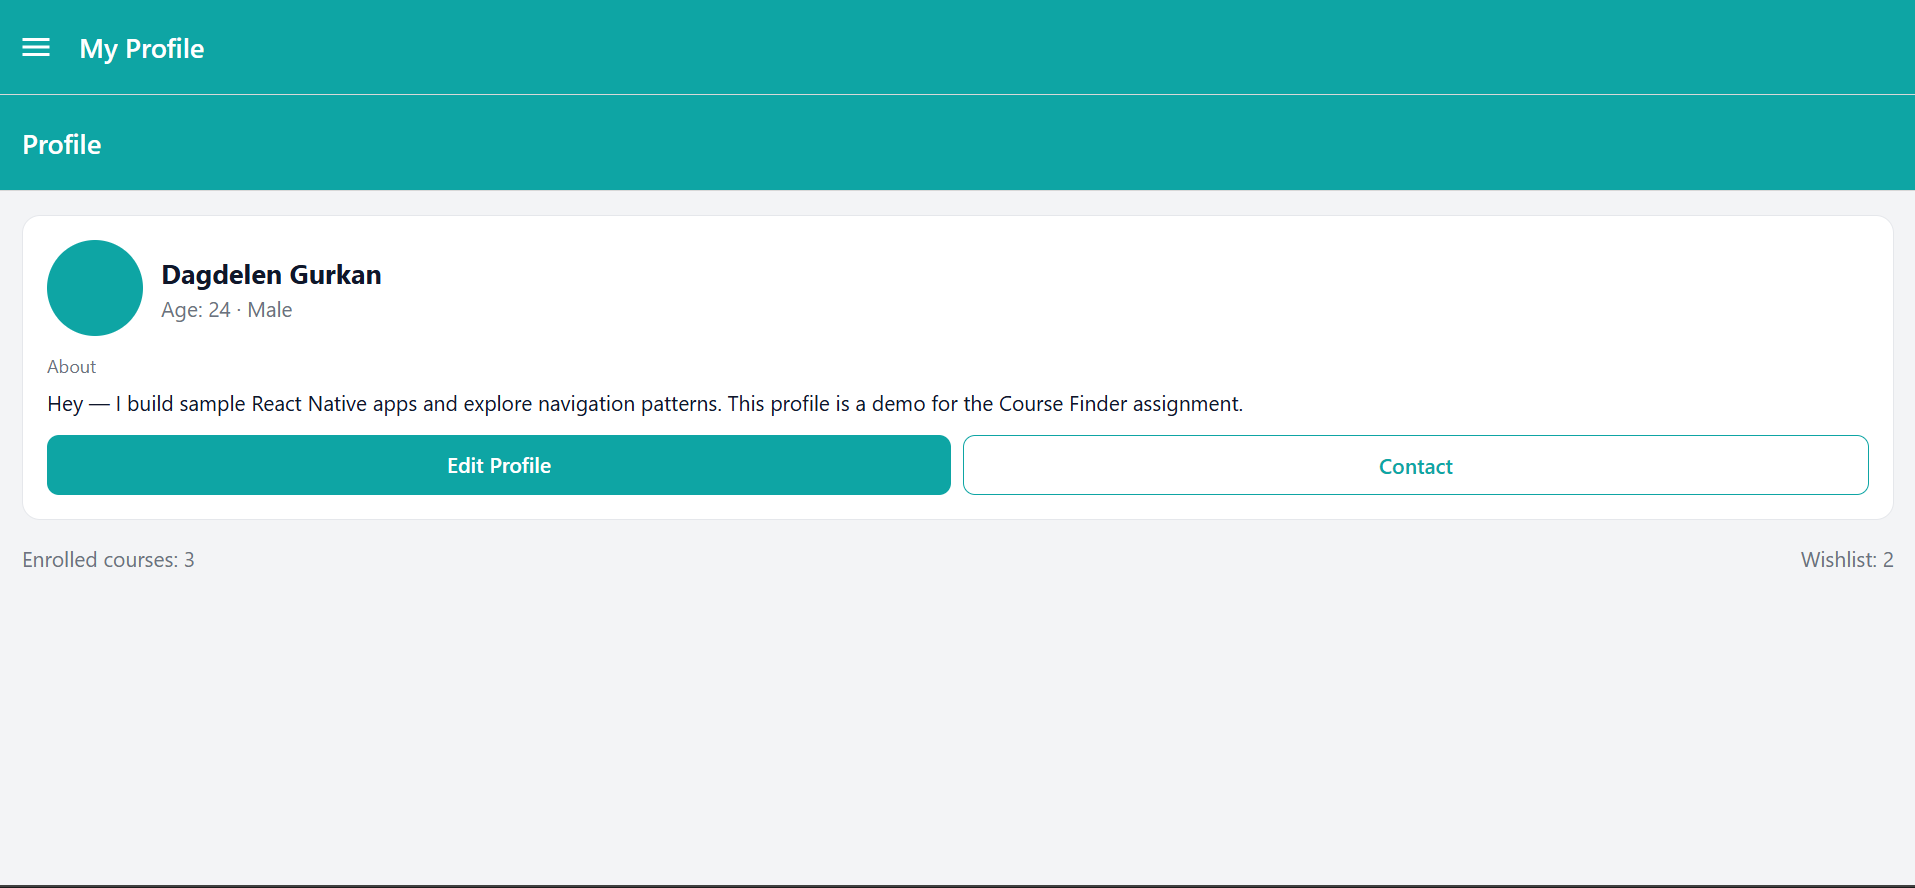 My Profile
Profile
Dagdelen Gurkan
Age: 24 · Male
About
Hey — I build sample React Native apps and explore navigation patterns. This profile is a demo for the Course Finder assignment.
Edit Profile
Contact
Enrolled courses: 3
Wishlist: 2